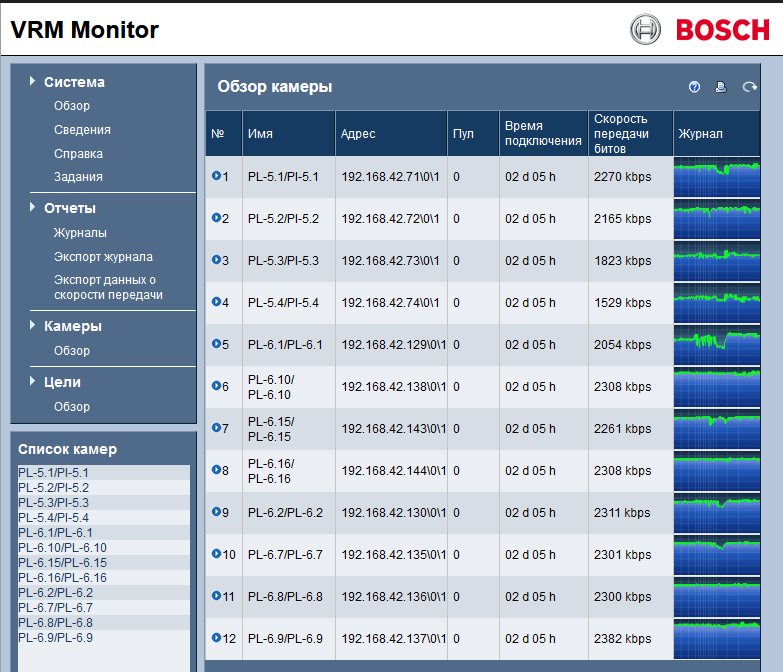 VRM Monitor
BOSCH
Система
Обзор
Сведения
Справка
Задания
Отчеты
Журналы
Экспорт журнала
Экспорт данных о
скорости передачи
Камеры
Обзор
Цели
Обзор
Список камер
PL-5.1/PI-5.1
PL-5.2/PI-5.2
PL-5.3/PI-5.3
PL-5.4/PI-5.4
PL-6.1/PL-6.1
PL-6.10/PL-6.10
PL-6.15/PL-6.15
PL-6.16/PL-6.16
PL-6.2/PL-6.2
PL-6.7/PL-6.7
PL-6.8/PL-6.8
PL-6.9/PL-6.9
Обзор камеры
№ Имя Адрес Пул Время подключения Скорость передачи битов Журнал
1 PL-5.1/PI-5.1 192.168.42.71\0\1 0 02 d 05 h 2270 kbps
2 PL-5.2/PI-5.2 192.168.42.72\0\1 0 02 d 05 h 2165 kbps
3 PL-5.3/PI-5.3 192.168.42.73\0\1 0 02 d 05 h 1823 kbps
4 PL-5.4/PI-5.4 192.168.42.74\0\1 0 02 d 05 h 1529 kbps
5 PL-6.1/PL-6.1 192.168.42.129\0\1 0 02 d 05 h 2054 kbps
6 PL-6.10/ PL-6.10 192.168.42.138\0\1 0 02 d 05 h 2308 kbps
7 PL-6.15/ PL-6.15 192.168.42.143\0\1 0 02 d 05 h 2261 kbps
8 PL-6.16/ PL-6.16 192.168.42.144\0\1 0 02 d 05 h 2308 kbps
9 PL-6.2/PL-6.2 192.168.42.130\0\1 0 02 d 05 h 2311 kbps
10 PL-6.7/PL-6.7 192.168.42.135\0\1 0 02 d 05 h 2301 kbps
11 PL-6.8/PL-6.8 192.168.42.136\0\1 0 02 d 05 h 2300 kbps
12 PL-6.9/PL-6.9 192.168.42.137\0\1 0 02 d 05 h 2382 kbps